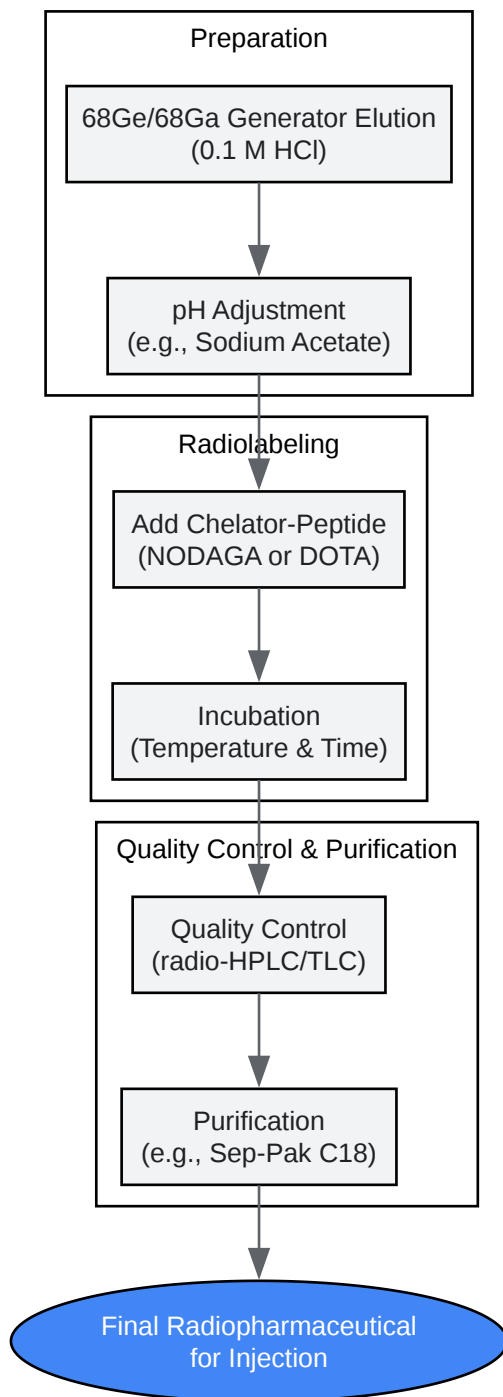 Preparation
68Ge/68Ga Generator Elution
(0.1 M HCl)
pH Adjustment
(e.g., Sodium Acetate)
Radiolabeling
Add Chelator-Peptide
(NODAGA or DOTA)
Incubation
(Temperature & Time)
Quality Control & Purification
Quality Control
(radio-HPLC/TLC)
Purification
(e.g., Sep-Pak C18)
Final Radiopharmaceutical
for Injection